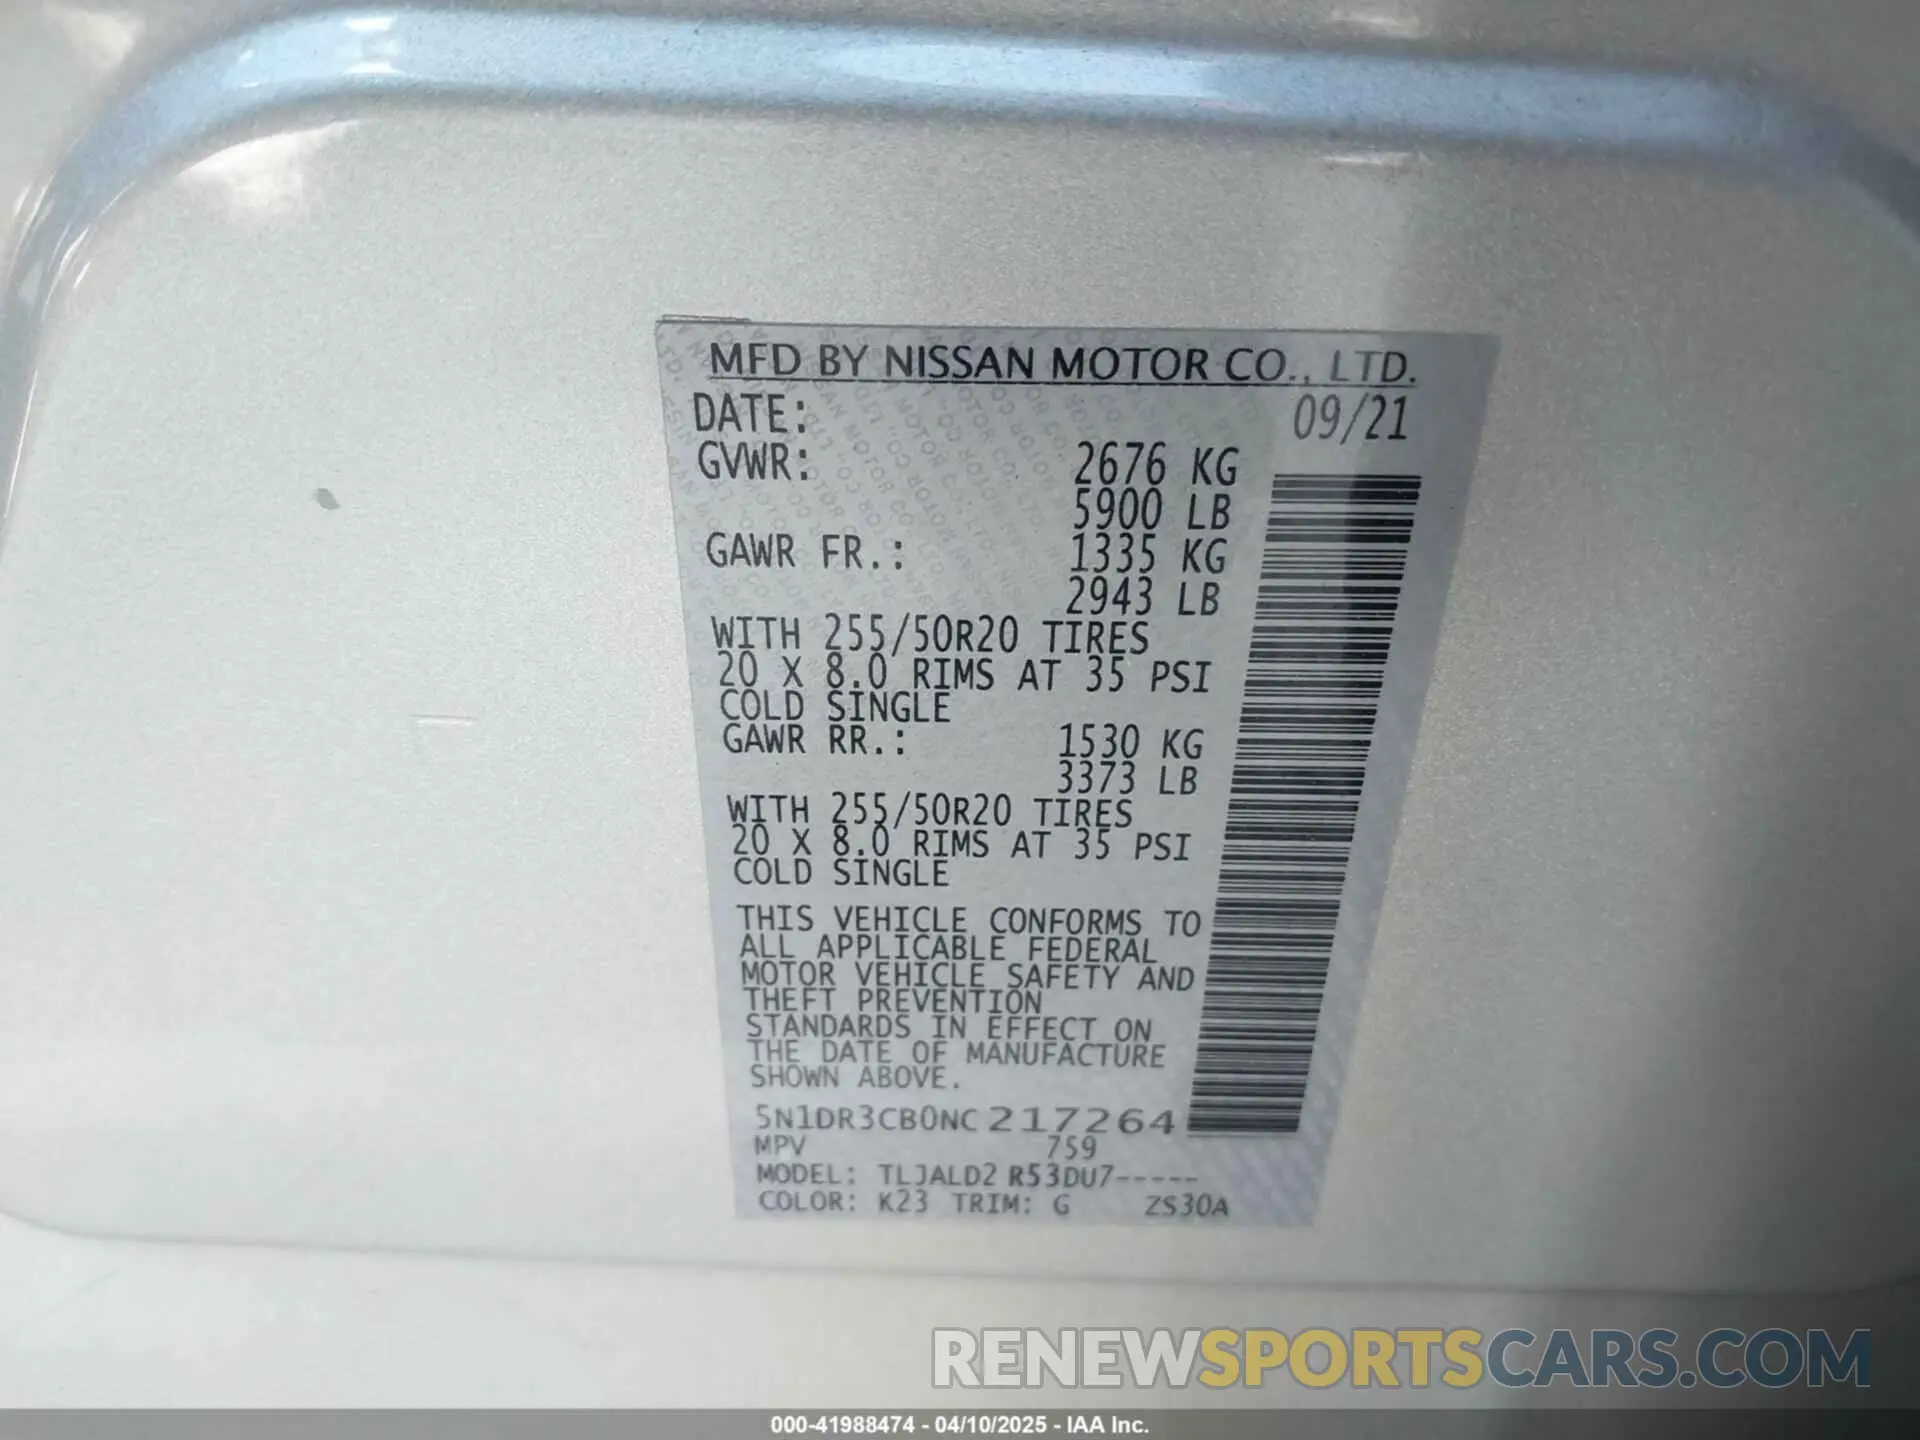 MFD BY NISSAN MOTOR CO., LTD.
DATE: 09/21
GVWR: 2676 KG
5900 LB
GAWR FR.: 1335 KG
2943 LB
WITH 255/50R20 TIRES
20 X 8.0 RIMS AT 35 PSI
COLD SINGLE
GAWR RR.: 1530 KG
3373 LB
WITH 255/50R20 TIRES
20 X 8.0 RIMS AT 35 PSI
COLD SINGLE
THIS VEHICLE CONFORMS TO
ALL APPLICABLE FEDERAL
MOTOR VEHICLE SAFETY AND
THEFT PREVENTION
STANDARDS IN EFFECT ON
THE DATE OF MANUFACTURE
SHOWN ABOVE.
5N1DR3CB0NC217264
MPV 759
MODEL: TLJALD2 R53DU7-----
COLOR: K23 TRIM: G ZS30A
RENEWSPORTSCARS.COM
000-41988474 - 04/10/2025 - IAA Inc.